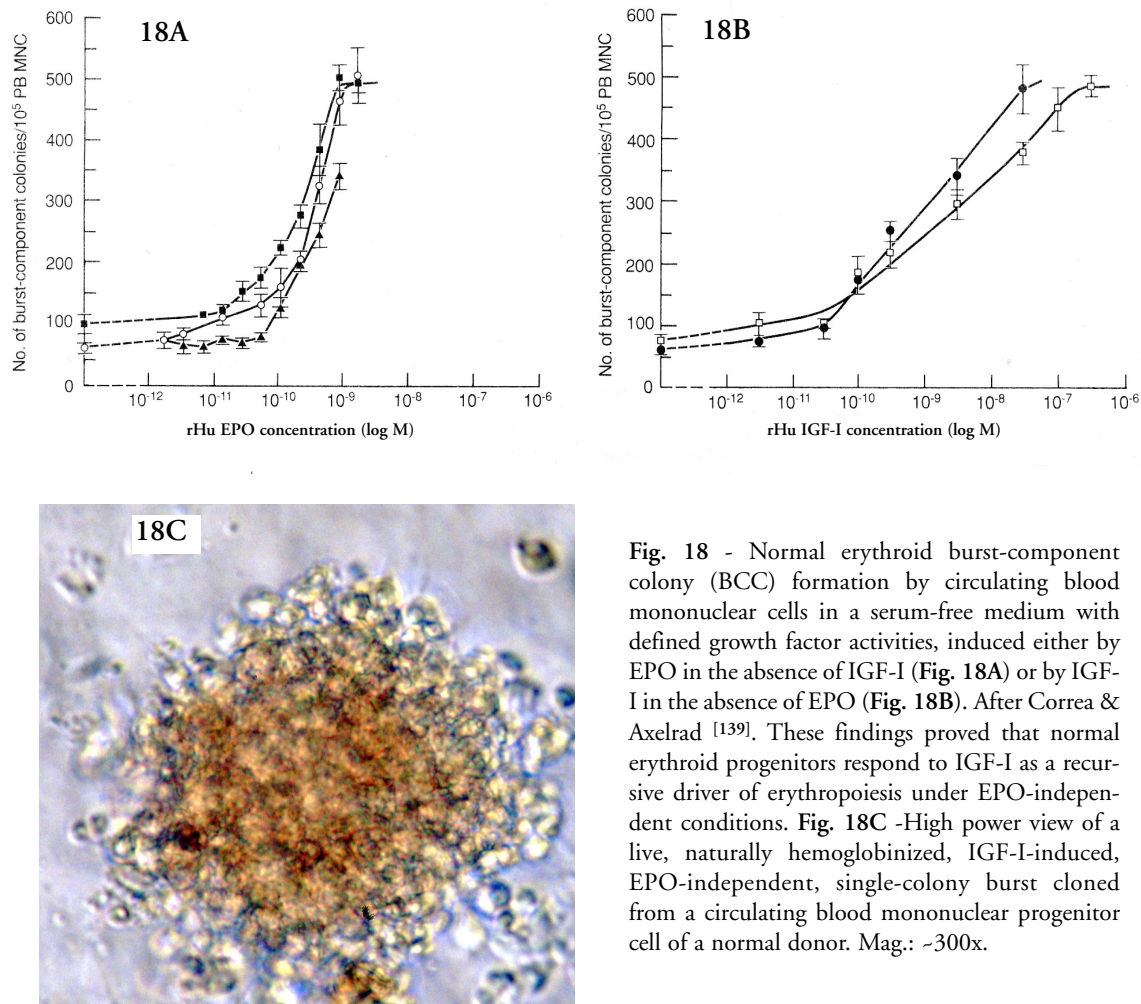 18A
No. of burst-component colonies/10⁵ PB MNC
600
500
400
300
200
100
0
10⁻¹²
10⁻¹¹
10⁻¹⁰
10⁻⁹
10⁻⁸
10⁻⁷
10⁻⁶
rHu EPO concentration (log M)
18B
No. of burst-component colonies/10⁵ PB MNC
600
500
400
300
200
100
0
10⁻¹²
10⁻¹¹
10⁻¹⁰
10⁻⁹
10⁻⁸
10⁻⁷
10⁻⁶
rHu IGF-I concentration (log M)
18C
Fig. 18 - Normal erythroid burst-component
colony (BCC) formation by circulating blood
mononuclear cells in a serum-free medium with
defined growth factor activities, induced either by
EPO in the absence of IGF-I (Fig. 18A) or by IGF-
I in the absence of EPO (Fig. 18B). After Correa &
Axelrad [139]. These findings proved that normal
erythroid progenitors respond to IGF-I as a recur-
sive driver of erythropoiesis under EPO-indepen-
dent conditions. Fig. 18C -High power view of a
live, naturally hemoglobinized, IGF-I-induced,
EPO-independent, single-colony burst cloned
from a circulating blood mononuclear progenitor
cell of a normal donor. Mag.: ~300x.